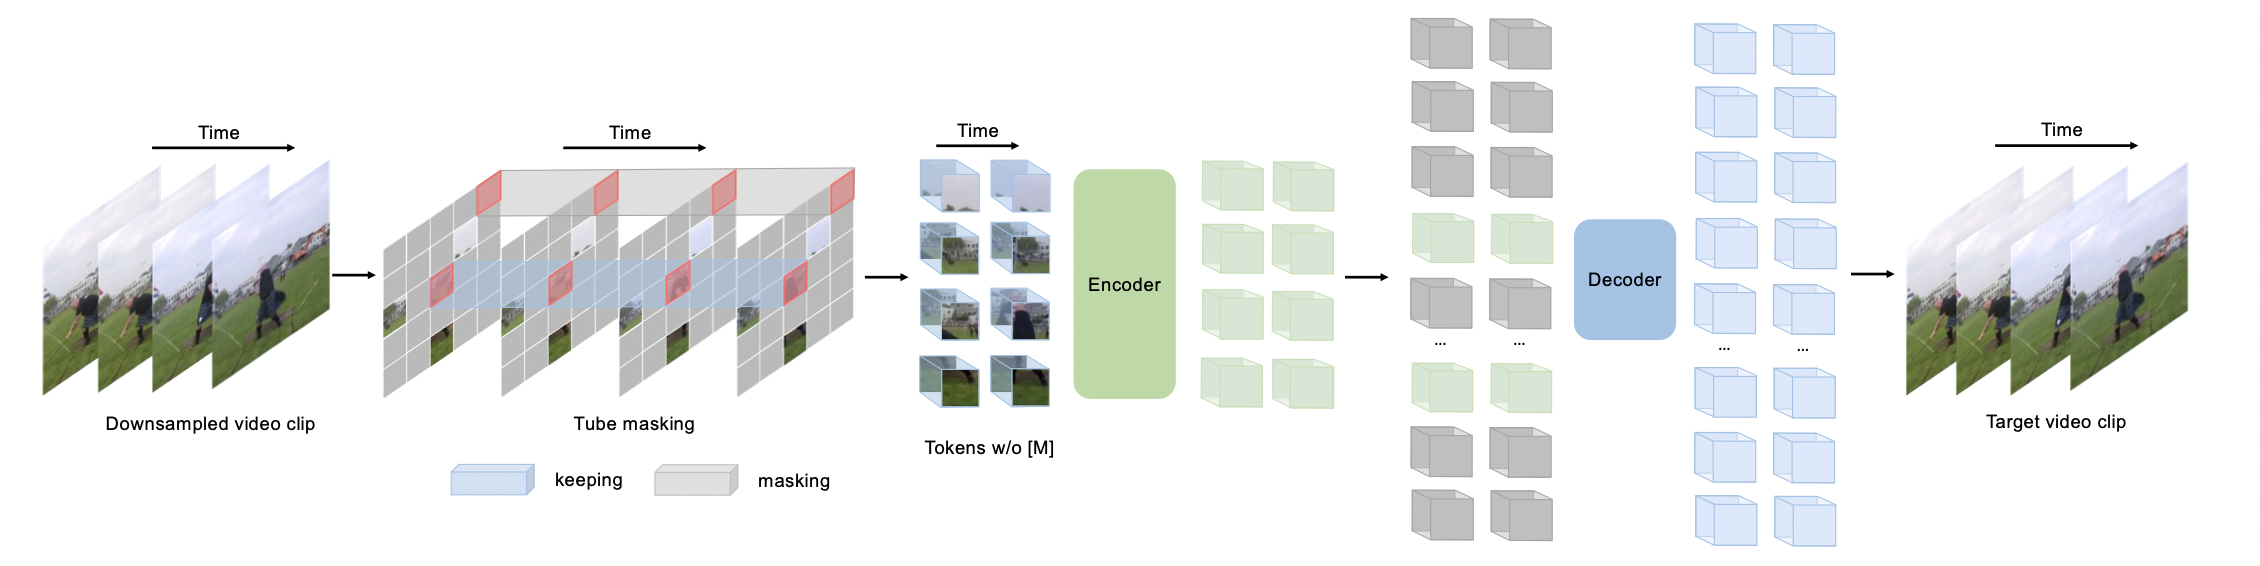 Time
Time
Time
Time
Encoder
Decoder
...
...
...
...
Downsampled video clip
Tube masking
Tokens w/o [M]
Target video clip
keeping
masking